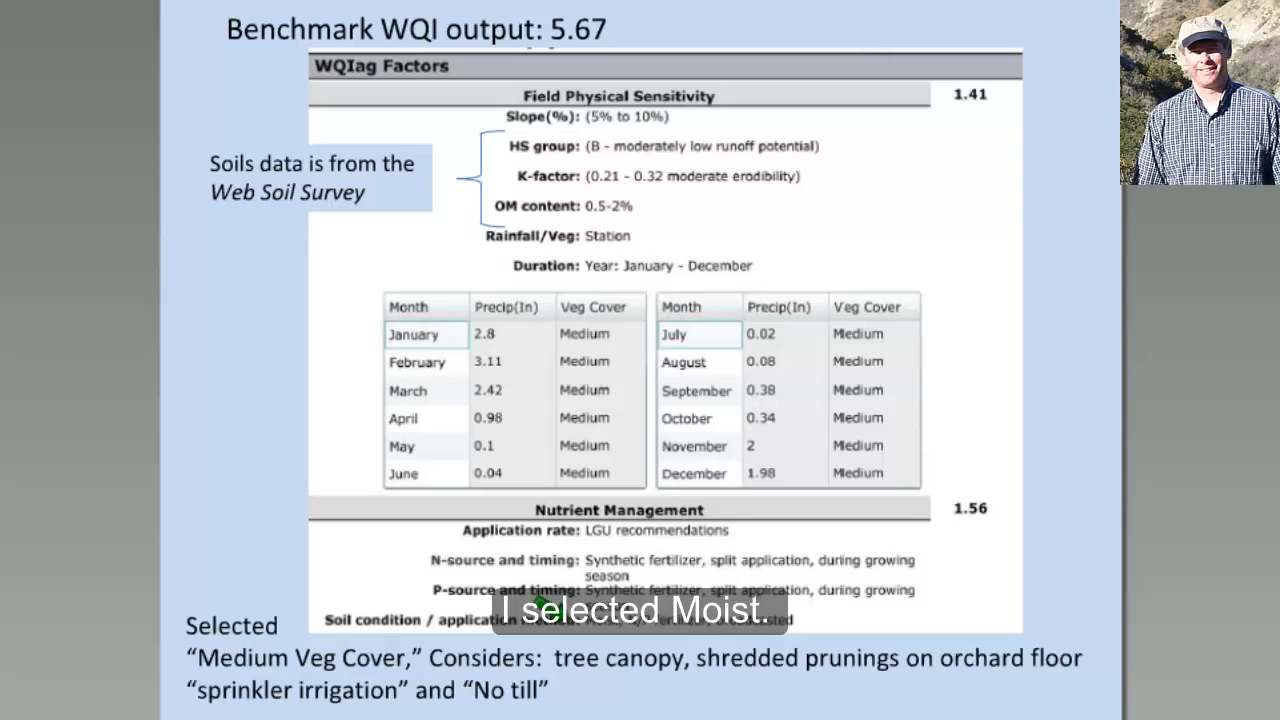 Benchmark WQI output: 5.67
WQIag Factors
Field Physical Sensitivity 1.41
Slope(%): (5% to 10%)
HS group: (B - moderately low runoff potential)
Soils data is from the
Web Soil Survey
K-factor: (0.21 - 0.32 moderate erodibility)
OM content: 0.5-2%
Rainfall/Veg: Station
Duration: Year: January - December
Month Precip(In) Veg Cover Month Precip(In) Veg Cover
January 2.8 Medium July 0.02 Medium
February 3.11 Medium August 0.08 Medium
March 2.42 Medium September 0.38 Medium
April 0.98 Medium October 0.34 Medium
May 0.1 Medium November 2 Medium
June 0.04 Medium December 1.98 Medium
Nutrient Management 1.56
Application rate: LGU recommendations
N-source and timing: Synthetic fertilizer, split application, during growing
season
P-source and timing: Synthetic fertilizer, split application, during growing
I selected Moist.
Soil condition / application
Selected
“Medium Veg Cover,” Considers: tree canopy, shredded prunings on orchard floor
“sprinkler irrigation” and “No till”